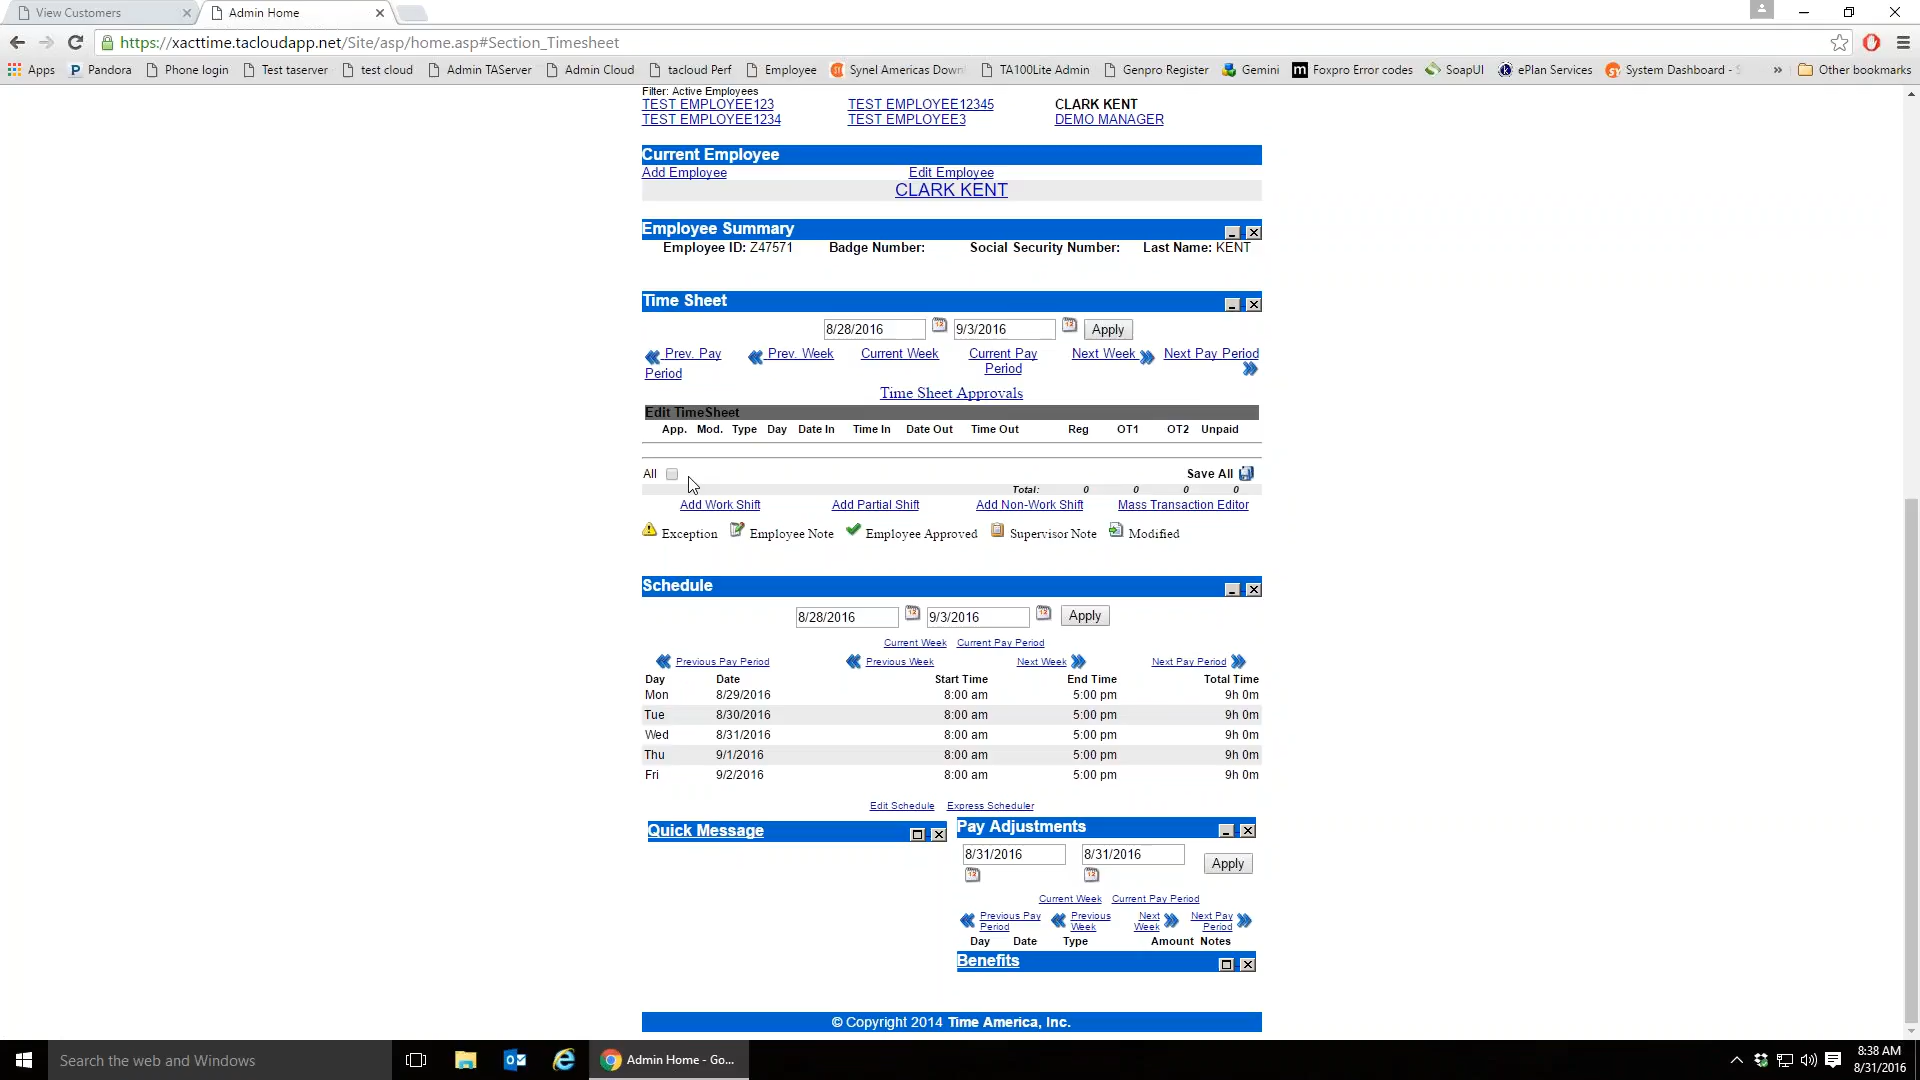 View Customers
Admin Home
https://xacttime.tacloudapp.net/Site/asp/home.asp#Section_Timesheet
Apps Pandora Phone login Test taserver test cloud Admin TAServer Admin Cloud tacloud Perf Employee Synel Americas Down TA100Lite Admin Genpro Register Gemini Foxpro Error codes SoapUI ePlan Services System Dashboard - » Other bookmarks
Filter: Active Employees
TEST EMPLOYEE123 TEST EMPLOYEE12345 CLARK KENT
TEST EMPLOYEE1234 TEST EMPLOYEE3 DEMO MANAGER
Current Employee
Add Employee Edit Employee
CLARK KENT
Employee Summary
Employee ID: Z47571 Badge Number: Social Security Number: Last Name: KENT
Time Sheet
8/28/2016 9/3/2016 Apply
Prev. Pay Period Prev. Week Current Week Current Pay Period Next Week Next Pay Period
Time Sheet Approvals
Edit TimeSheet
App. Mod. Type Day Date In Time In Date Out Time Out Reg OT1 OT2 Unpaid
All Save All
Total: 0 0 0 0
Add Work Shift Add Partial Shift Add Non-Work Shift Mass Transaction Editor
Exception Employee Note Employee Approved Supervisor Note Modified
Schedule
8/28/2016 9/3/2016 Apply
Current Week Current Pay Period
Previous Pay Period Previous Week Next Week Next Pay Period
Day Date Start Time End Time Total Time
Mon 8/29/2016 8:00 am 5:00 pm 9h 0m
Tue 8/30/2016 8:00 am 5:00 pm 9h 0m
Wed 8/31/2016 8:00 am 5:00 pm 9h 0m
Thu 9/1/2016 8:00 am 5:00 pm 9h 0m
Fri 9/2/2016 8:00 am 5:00 pm 9h 0m
Edit Schedule Express Scheduler
Quick Message
Pay Adjustments
8/31/2016 8/31/2016 Apply
Current Week Current Pay Period
Previous Pay Period Previous Week Next Week Next Pay Period
Day Date Type Amount Notes
Benefits
© Copyright 2014 Time America, Inc.
Search the web and Windows
Admin Home - Go...
8:38 AM
8/31/2016